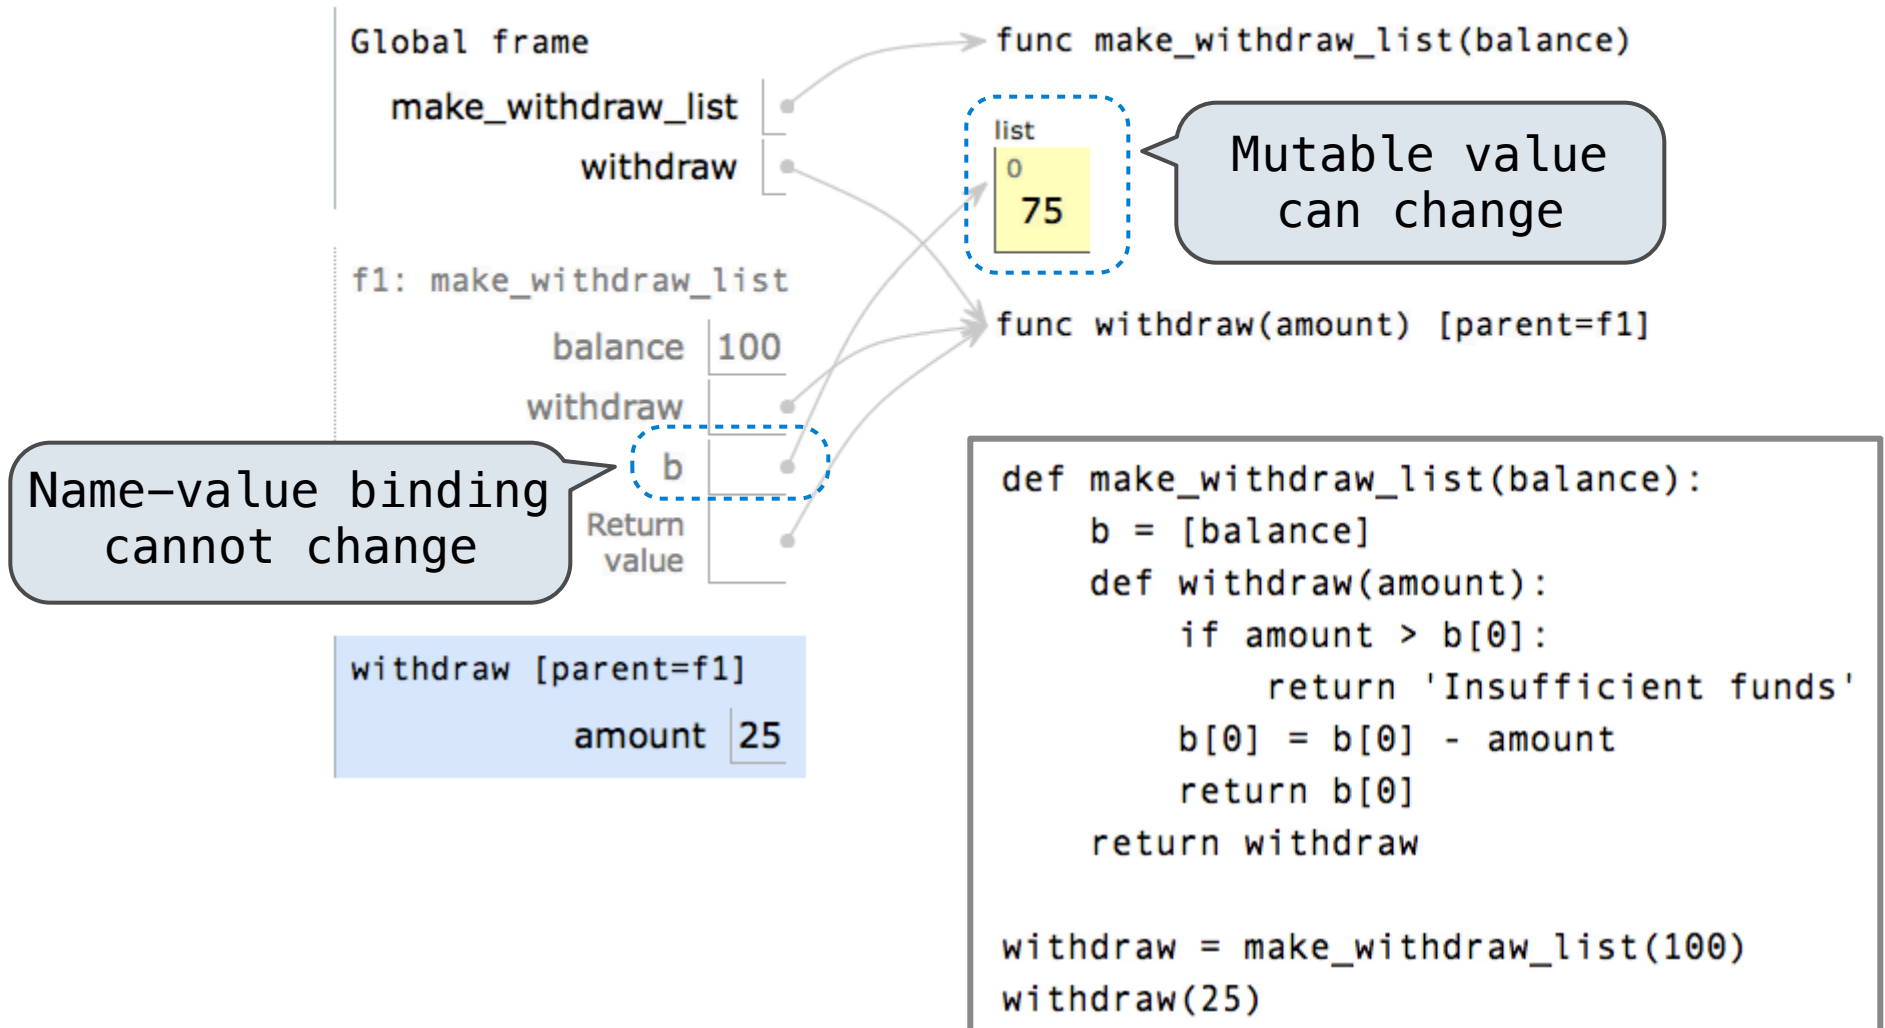 Global frame
make_withdraw_list
withdraw
func make_withdraw_list(balance)
list
0
75
Mutable value
can change
f1: make_withdraw_list
balance 100
withdraw
b
Return
value
func withdraw(amount) [parent=f1]
Name–value binding
cannot change
withdraw [parent=f1]
amount 25
def make_withdraw_list(balance):
    b = [balance]
    def withdraw(amount):
        if amount > b[0]:
            return 'Insufficient funds'
        b[0] = b[0] - amount
        return b[0]
    return withdraw
withdraw = make_withdraw_list(100)
withdraw(25)